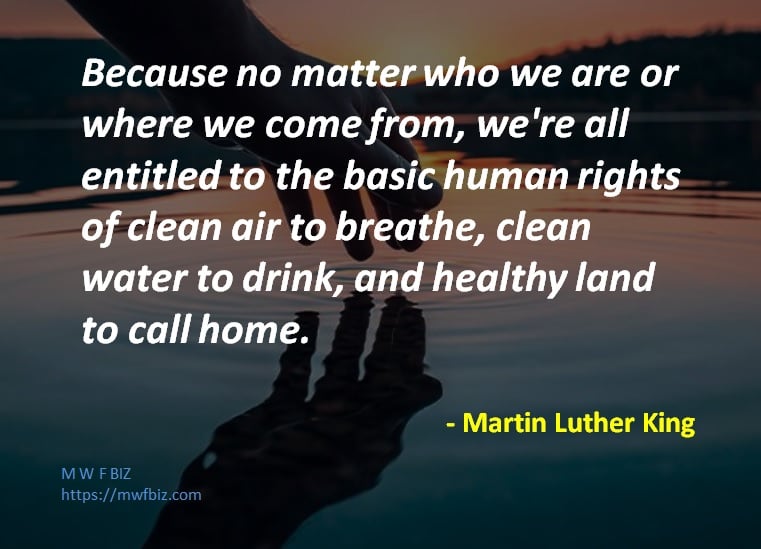 Because no matter who we are or
where we come from, we're all
entitled to the basic human rights
of clean air to breathe, clean
water to drink, and healthy land
to call home.
- Martin Luther King
M W F BIZ
https://mwfbiz.com